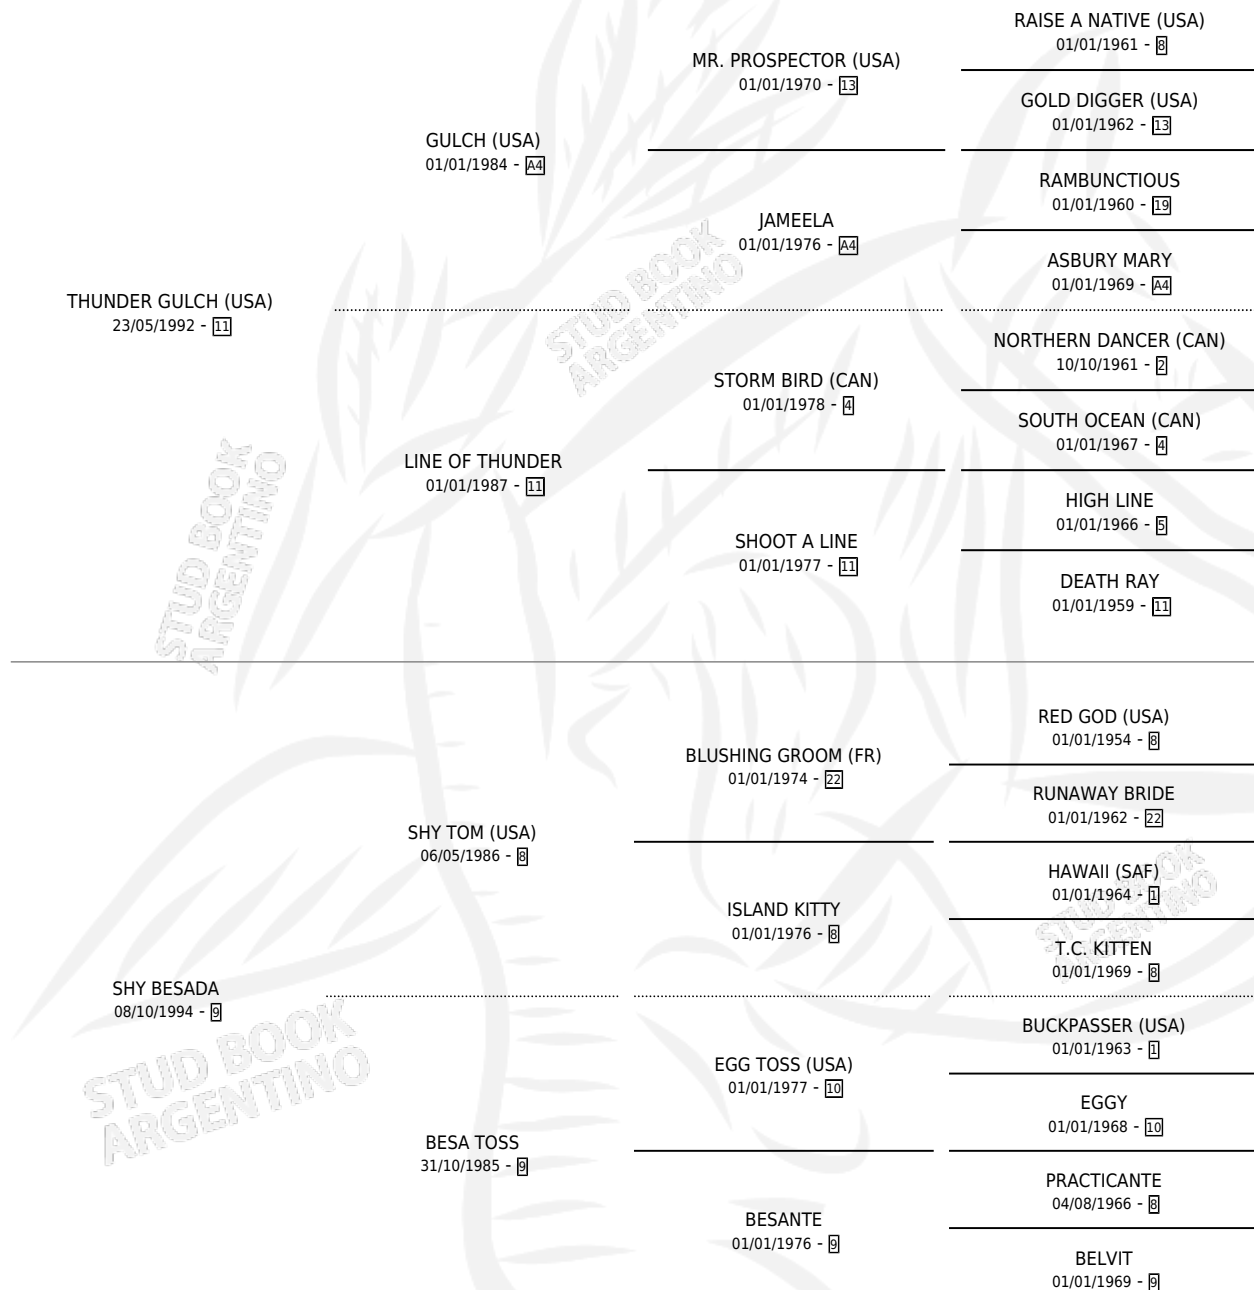 RAISE A NATIVE (USA)
01/01/1961 - 8
MR. PROSPECTOR (USA)
01/01/1970 - 13
GOLD DIGGER (USA)
01/01/1962 - 13
GULCH (USA)
01/01/1984 - A4
RAMBUNCTIOUS
01/01/1960 - 19
JAMEELA
01/01/1976 - A4
ASBURY MARY
01/01/1969 - A4
THUNDER GULCH (USA)
23/05/1992 - 11
NORTHERN DANCER (CAN)
10/10/1961 - 2
STORM BIRD (CAN)
01/01/1978 - 4
SOUTH OCEAN (CAN)
01/01/1967 - 4
LINE OF THUNDER
01/01/1987 - 11
HIGH LINE
01/01/1966 - 5
SHOOT A LINE
01/01/1977 - 11
DEATH RAY
01/01/1959 - 11
RED GOD (USA)
01/01/1954 - 8
BLUSHING GROOM (FR)
01/01/1974 - 22
RUNAWAY BRIDE
01/01/1962 - 22
SHY TOM (USA)
06/05/1986 - 8
HAWAII (SAF)
01/01/1964 - 1
ISLAND KITTY
01/01/1976 - 8
T.C. KITTEN
01/01/1969 - 8
SHY BESADA
08/10/1994 - 9
BUCKPASSER (USA)
01/01/1963 - 1
EGG TOSS (USA)
01/01/1977 - 10
EGGY
01/01/1968 - 10
BESA TOSS
31/10/1985 - 9
PRACTICANTE
04/08/1966 - 8
BESANTE
01/01/1976 - 9
BELVIT
01/01/1969 - 9
STUD BOOK
ARGENTINO
STUD BOOK
ARGENTINO
STUD BOOK
ARGENTINO
STUD BOOK
ARGENTINO